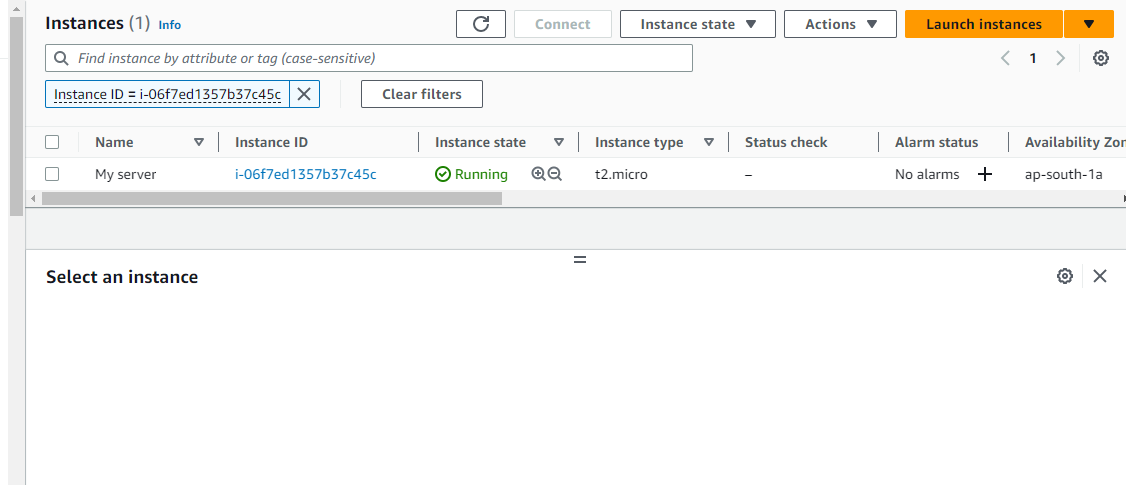 Instances (1) Info
Connect
Instance state
Actions
Launch instances
Find instance by attribute or tag (case-sensitive)
1
Instance ID = i-06f7ed1357b37c45c
Clear filters
Name Instance ID Instance state Instance type Status check Alarm status Availability Zon
My server i-06f7ed1357b37c45c Running t2.micro – No alarms + ap-south-1a
Select an instance